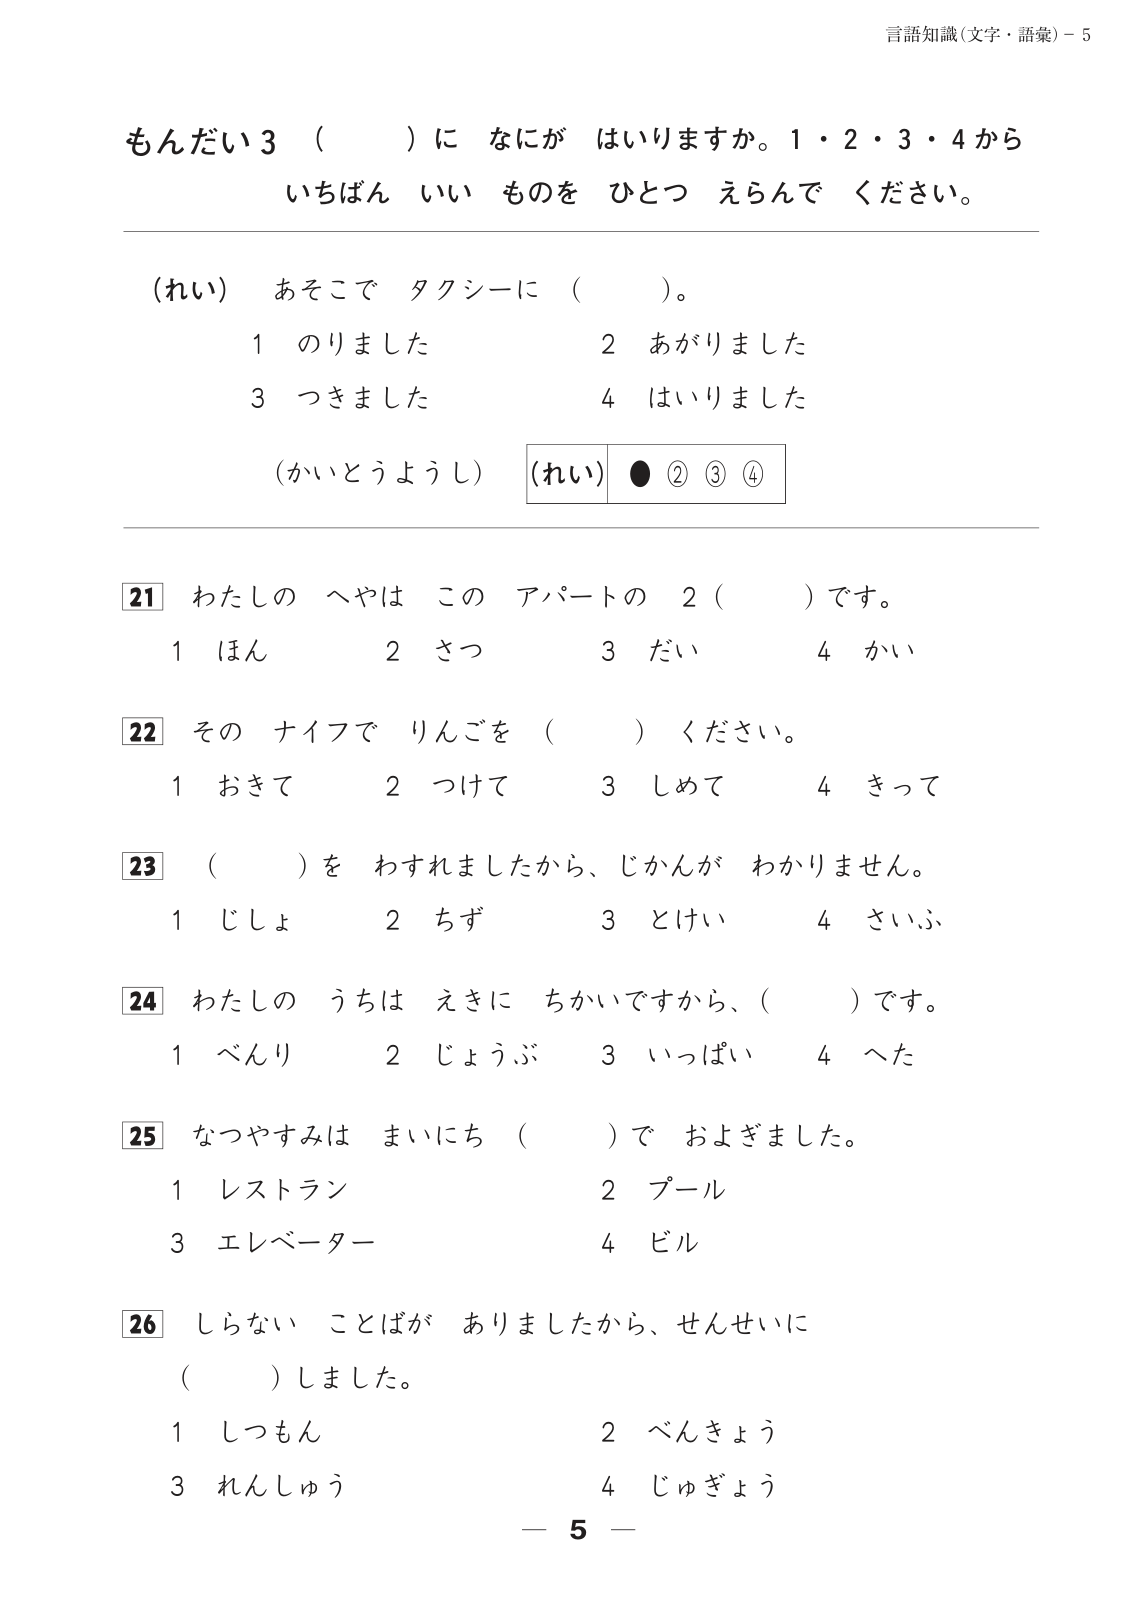 言語知識(文字・語彙)− 5
もんだい3　(　　　)に　なにが　はいりますか。1・2・3・4から
いちばん　いい　ものを　ひとつ　えらんで　ください。
(れい)　あそこで　タクシーに　(　　　)。
1　のりました　2　あがりました
3　つきました　4　はいりました
(かいとうようし)　(れい)　●　②　③　④
21　わたしの　へやは　この　アパートの　2(　　　)です。
1　ほん　2　さつ　3　だい　4　かい
22　その　ナイフで　りんごを　(　　　)　ください。
1　おきて　2　つけて　3　しめて　4　きって
23　(　　　)を　わすれましたから、じかんが　わかりません。
1　じしょ　2　ちず　3　とけい　4　さいふ
24　わたしの　うちは　えきに　ちかいですから、(　　　)です。
1　べんり　2　じょうぶ　3　いっぱい　4　へた
25　なつやすみは　まいにち　(　　　)で　およぎました。
1　レストラン　2　プール
3　エレベーター　4　ビル
26　しらない　ことばが　ありましたから、せんせいに
(　　　)しました。
1　しつもん　2　べんきょう
3　れんしゅう　4　じゅぎょう
— 5 —